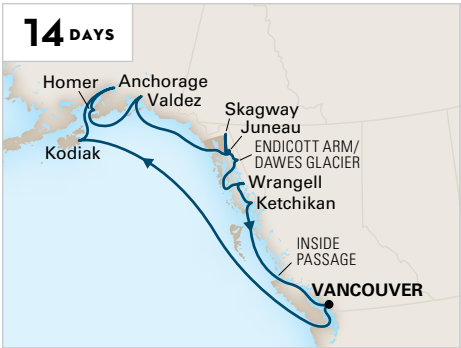 14 DAYS
Homer
Anchorage
Valdez
Skagway
Juneau
ENDICOTT ARM/
DAWES GLACIER
Kodiak
Wrangell
Ketchikan
INSIDE
PASSAGE
VANCOUVER